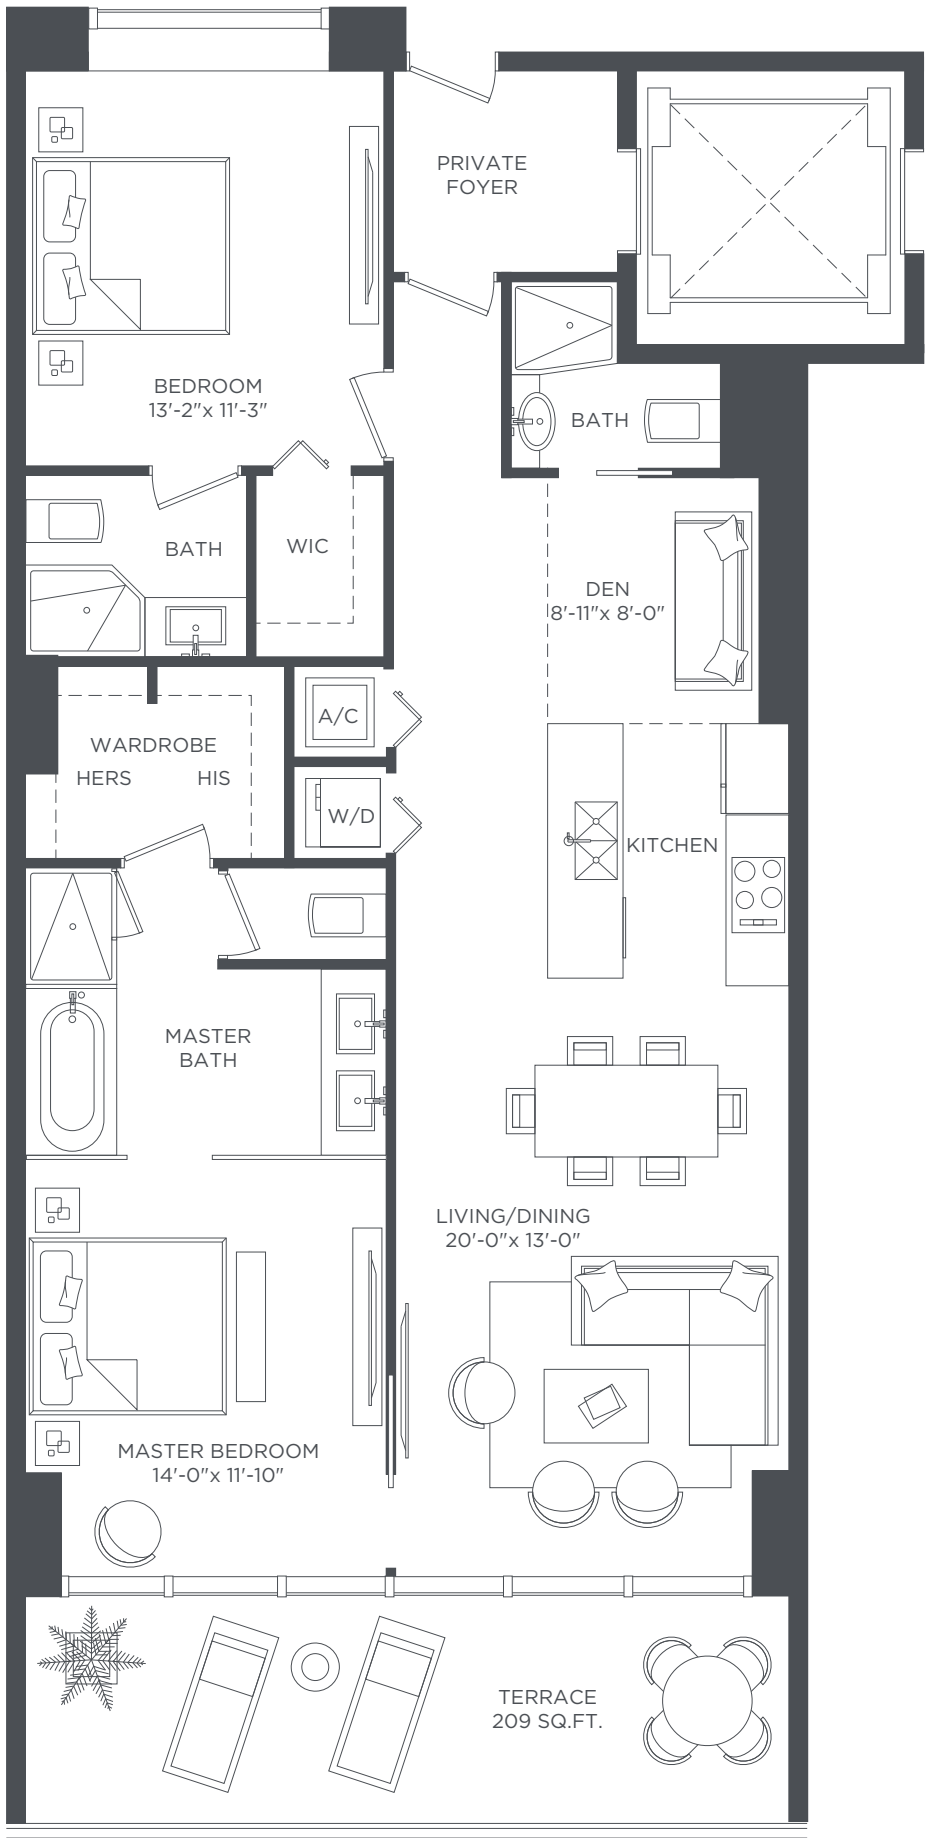 PRIVATE
FOYER
BEDROOM
13'-2"x 11'-3"
BATH
BATH
WIC
DEN
8'-11"x 8'-0"
A/C
WARDROBE
HERS HIS
W/D
KITCHEN
MASTER
BATH
LIVING/DINING
20'-0"x 13'-0"
MASTER BEDROOM
14'-0"x 11'-10"
TERRACE
209 SQ.FT.